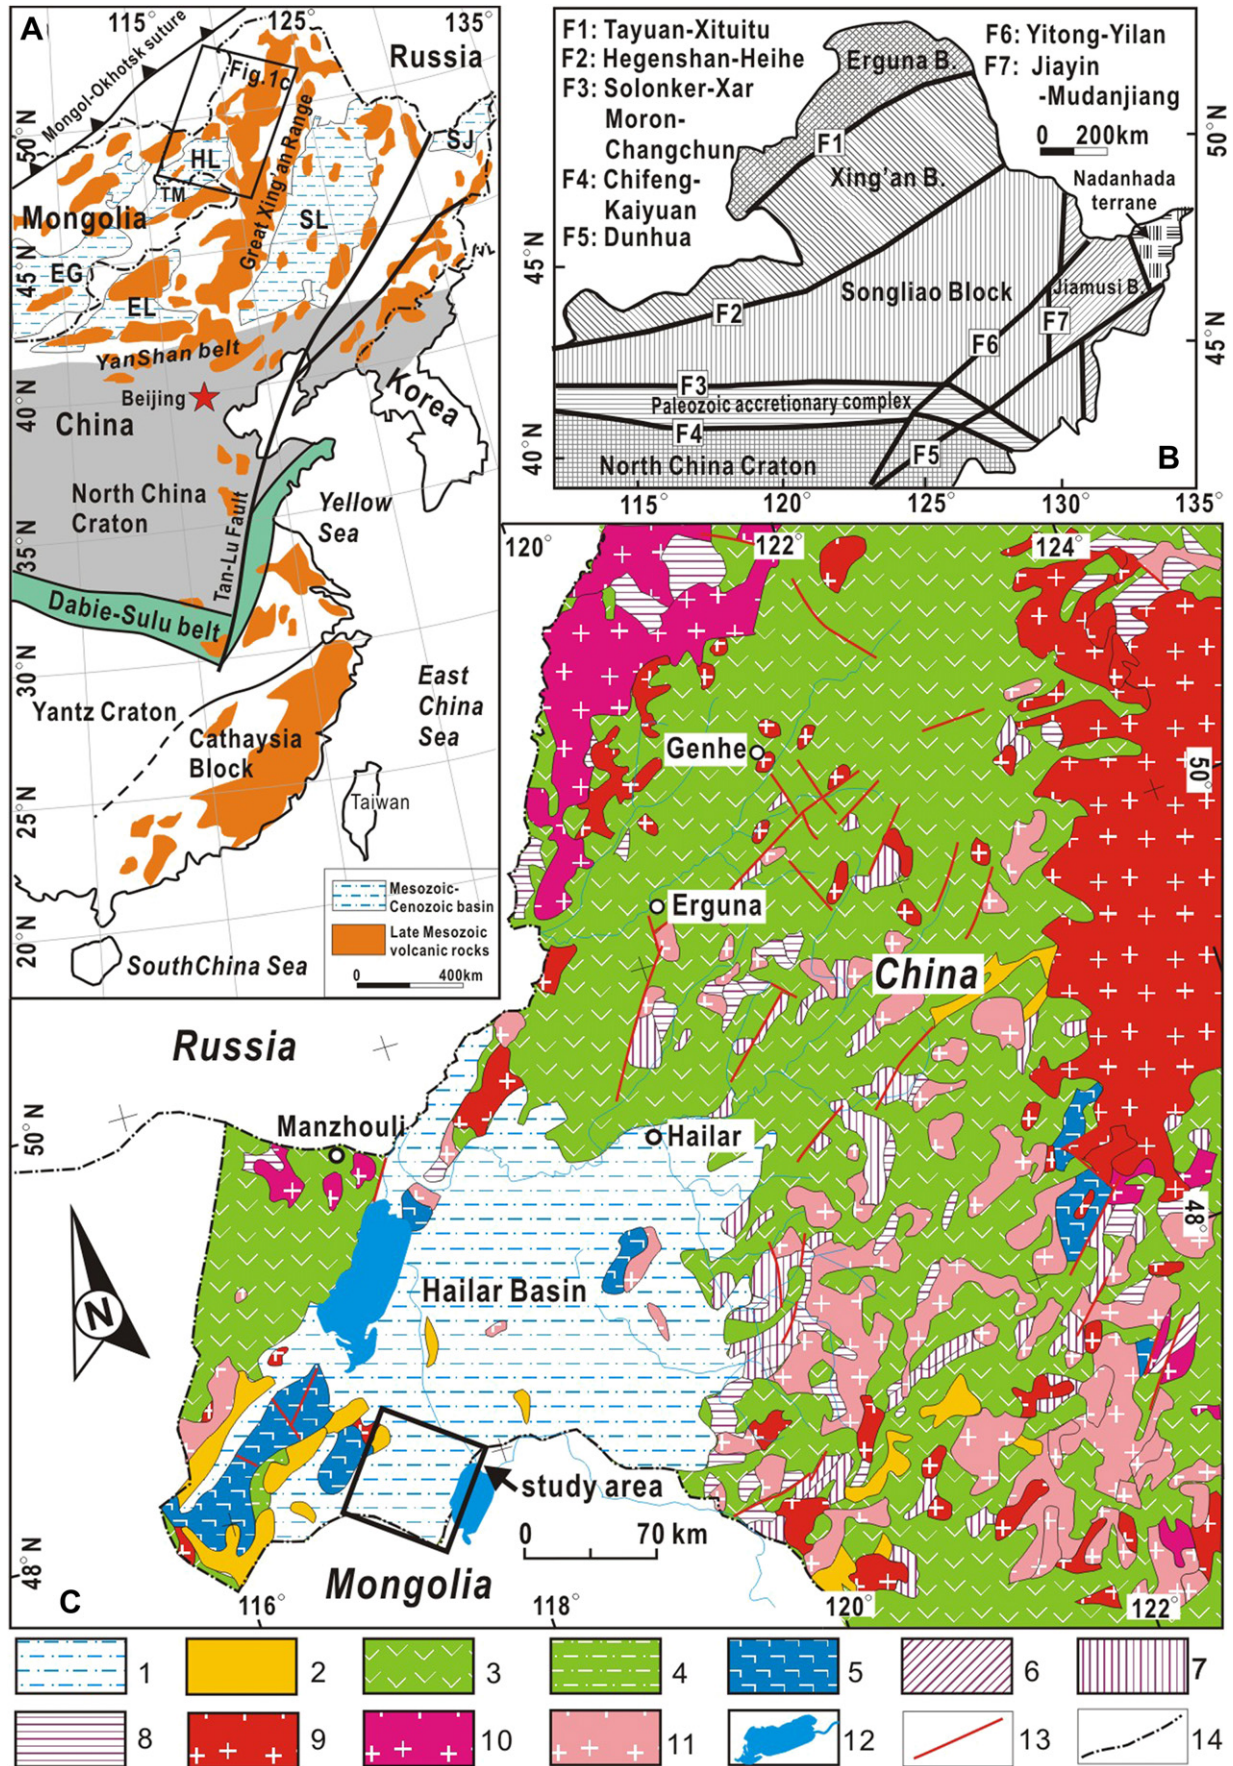 A
115°
125°
135°
Mongol-Okhotsk suture
Russia
Fig.1c
50°N
HL
TM
SJ
Great Xing'an Range
SL
Mongolia
45°N
EG
EL
YanShan belt
Beijing
40°N
Korea
China
North China
Craton
35°N
Yellow
Sea
Tan-Lu Fault
Dabie-Sulu belt
30°N
East
China
Sea
Yantz Craton
Cathaysia
Block
25°N
Taiwan
20°N
SouthChina Sea
Mesozoic-
Cenozoic basin
Late Mesozoic
volcanic rocks
0 400km
F1: Tayuan-Xituitu
F2: Hegenshan-Heihe
F3: Solonker-Xar
Moron-
Changchun
F4: Chifeng-
Kaiyuan
F5: Dunhua
F6: Yitong-Yilan
F7: Jiayin
-Mudanjiang
0 200km
Erguna B.
F1
Xing'an B.
Nadanhada
terrane
50°N
45°N
Songliao Block
Jiamusi B.
F2
F7
F6
45°N
F3
Paleozoic accretionary complex
F4
F5
40°N
North China Craton
B
115
120°
125°
130°
135°
120°
122°
124°
Genhe
50°
Erguna
China
Russia
50°N
Manzhouli
Hailar
48°
N
Hailar Basin
study area
0 70 km
48°N
Mongolia
C
116°
118°
120°
122°
1
2
3
4
5
6
7
8
9
10
11
12
13
14